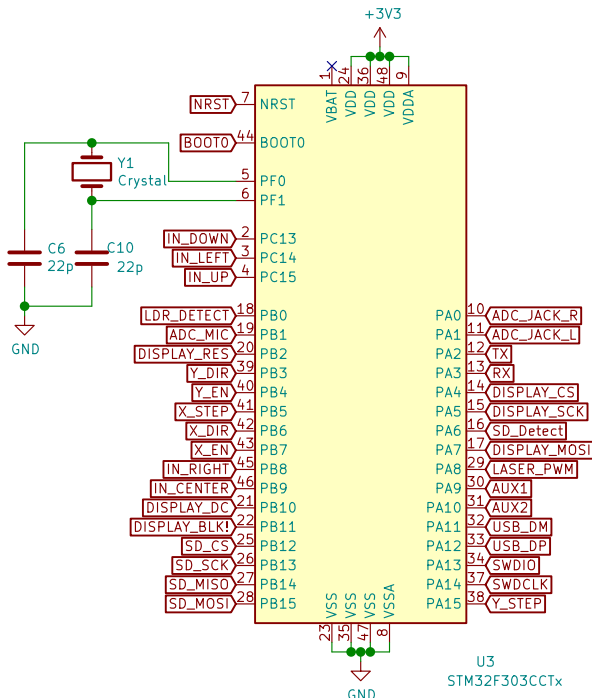 +3V3
1 24 36 48 9
VBAT VDD VDD VDD VDDA
NRST 7 NRST
BOOT0 44 BOOT0
Y1
Crystal
5 PF0
6 PF1
C6
22p
C10
22p
GND
IN_DOWN 2 PC13
IN_LEFT 3 PC14
IN_UP 4 PC15
LDR_DETECT 18 PB0
ADC_MIC 19 PB1
DISPLAY_RES 20 PB2
Y_DIR 39 PB3
Y_EN 40 PB4
X_STEP 41 PB5
X_DIR 42 PB6
X_EN 43 PB7
IN_RIGHT 45 PB8
IN_CENTER 46 PB9
DISPLAY_DC 21 PB10
DISPLAY_BLK! 22 PB11
SD_CS 25 PB12
SD_SCK 26 PB13
SD_MISO 27 PB14
SD_MOSI 28 PB15
PA0 10 ADC_JACK_R
PA1 11 ADC_JACK_L
PA2 12 TX
PA3 13 RX
PA4 14 DISPLAY_CS
PA5 15 DISPLAY_SCK
PA6 16 SD_Detect
PA7 17 DISPLAY_MOSI
PA8 29 LASER_PWM
PA9 30 AUX1
PA10 31 AUX2
PA11 32 USB_DM
PA12 33 USB_DP
PA13 34 SWDIO
PA14 37 SWDCLK
PA15 38 Y_STEP
VSS VSS VSS VSSA
23 35 47 8
GND
U3
STM32F303CCTx